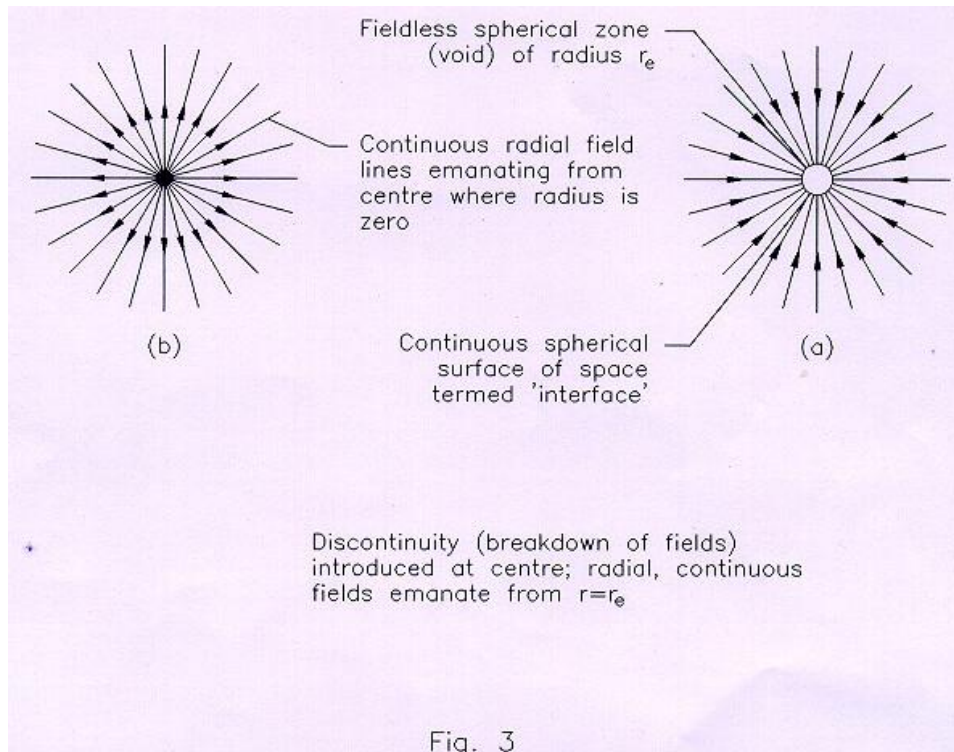 Fieldless spherical zone
(void) of radius re
Continuous radial field
lines emanating from
centre where radius is
zero
(b)
(a)
Continuous spherical
surface of space
termed 'interface'
Discontinuity (breakdown of fields)
introduced at centre; radial, continuous
fields emanate from r=re
Fig. 3